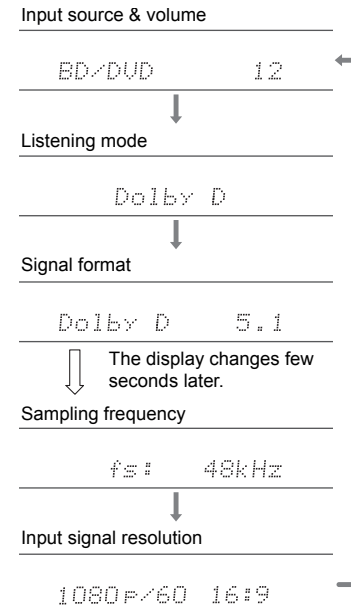 Input source & volume
BD/DVD 12
Listening mode
Dolby D
Signal format
Dolby D 5.1
The display changes few
seconds later.
Sampling frequency
fs: 48kHz
Input signal resolution
1080p/60 16:9